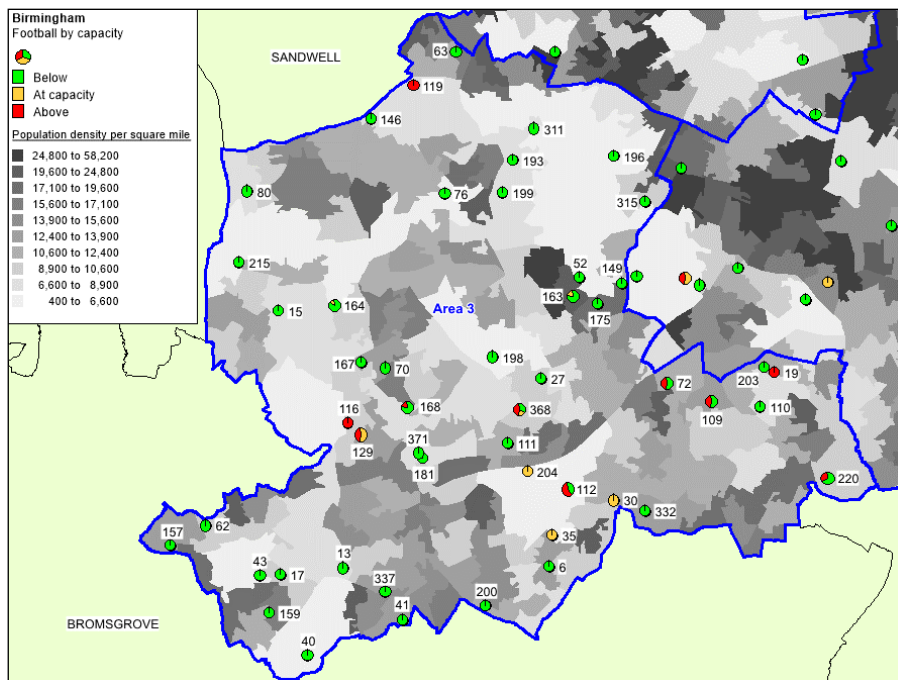 Birmingham
Football by capacity
Below
At capacity
Above
Population density per square mile
24,800 to 58,200
19,600 to 24,800
17,100 to 19,600
15,600 to 17,100
13,900 to 15,600
12,400 to 13,900
10,600 to 12,400
8,900 to 10,600
6,600 to 8,900
400 to 6,600
SANDWELL
63
119
146
311
193
196
80
76
199
315
215
52
149
163
15
164
Area 3
175
167
70
198
27
72
203
19
116
168
368
109
110
129
371
111
181
204
112
220
30
332
62
157
35
43
17
13
6
337
200
159
41
BROMSGROVE
40